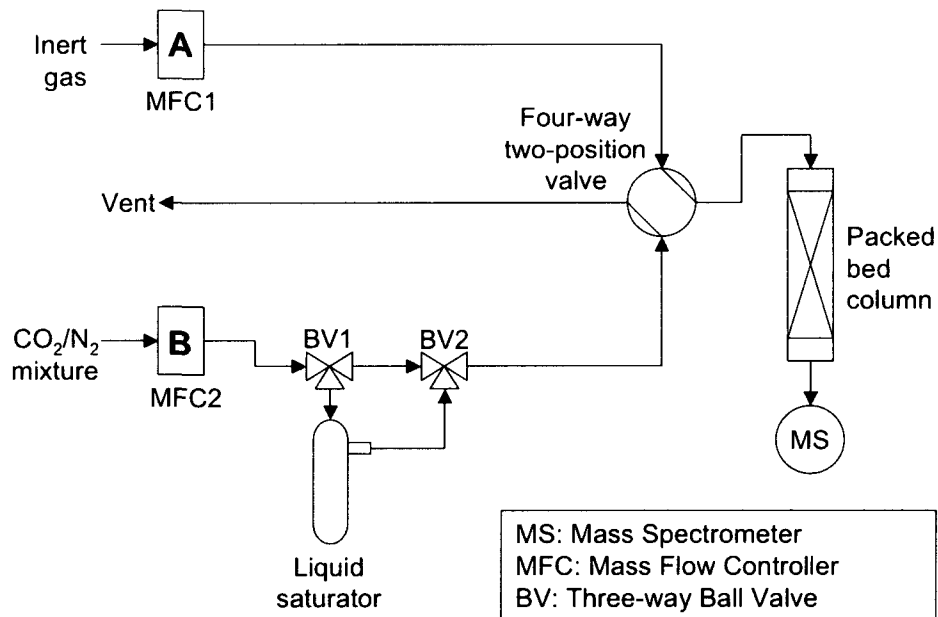 Inert
gas
A
MFC1
Four-way
two-position
valve
Vent
Packed
bed
column
CO₂/N₂
mixture
B
MFC2
BV1
BV2
MS
Liquid
saturator
MS: Mass Spectrometer
MFC: Mass Flow Controller
BV: Three-way Ball Valve